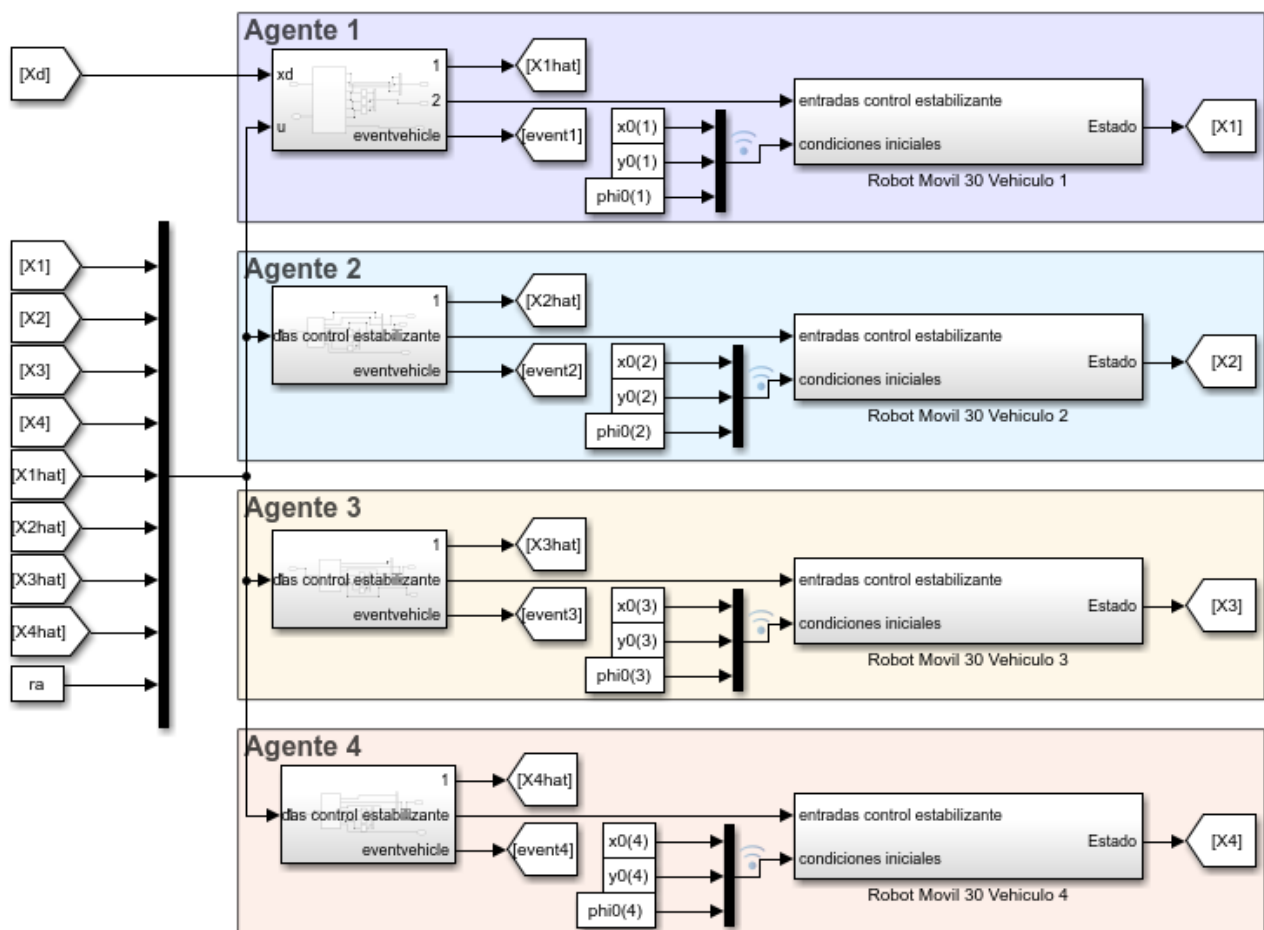 Agente 1
[Xd]
xd
u
1
2
eventvehicle
[X1hat]
[event1]
x0(1)
y0(1)
phi0(1)
entradas control estabilizante
condiciones iniciales
Estado
Robot Movil 30 Vehiculo 1
[X1]
[X1]
[X2]
[X3]
[X4]
[X1hat]
[X2hat]
[X3hat]
[X4hat]
ra
Agente 2
1
das control estabilizante
eventvehicle
[X2hat]
[event2]
x0(2)
y0(2)
phi0(2)
entradas control estabilizante
condiciones iniciales
Estado
Robot Movil 30 Vehiculo 2
[X2]
Agente 3
1
das control estabilizante
eventvehicle
[X3hat]
[event3]
x0(3)
y0(3)
phi0(3)
entradas control estabilizante
condiciones iniciales
Estado
Robot Movil 30 Vehiculo 3
[X3]
Agente 4
1
das control estabilizante
eventvehicle
[X4hat]
[event4]
x0(4)
y0(4)
phi0(4)
entradas control estabilizante
condiciones iniciales
Estado
Robot Movil 30 Vehiculo 4
[X4]